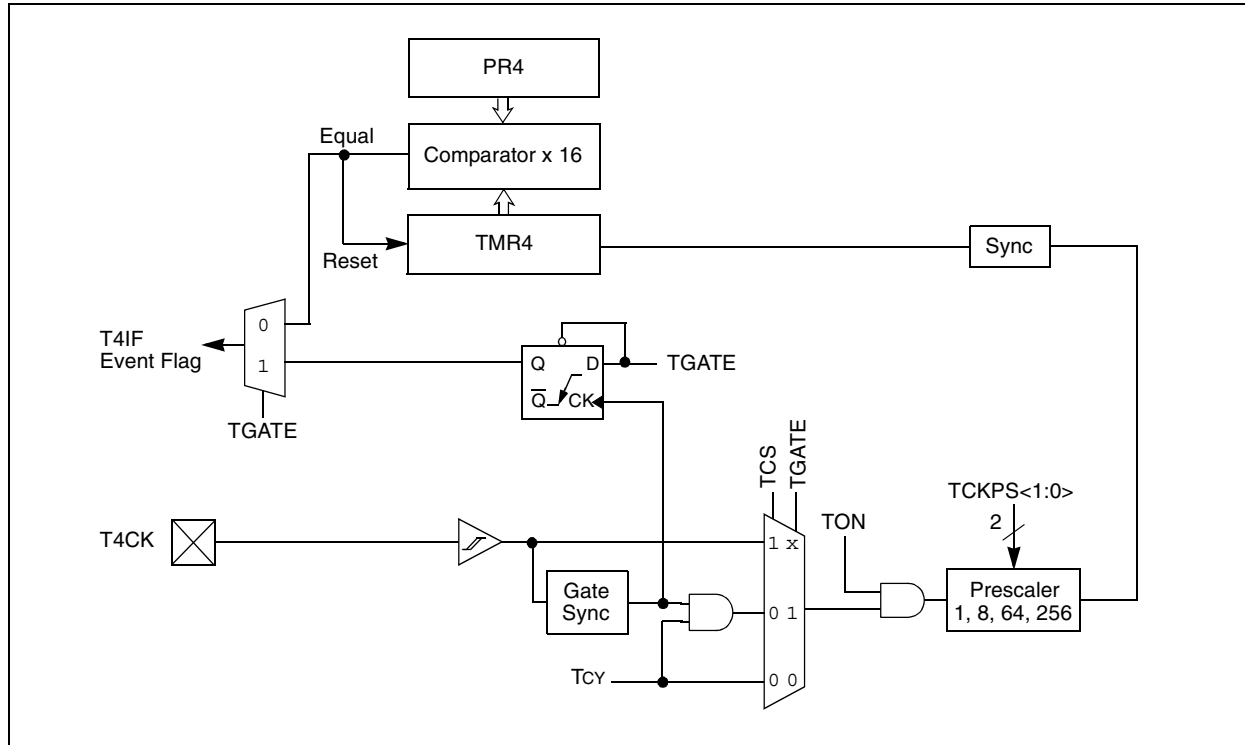 PR4
Equal
Comparator x 16
TMR4
Reset
Sync
0
T4IF
Event Flag
1
Q
D
TGATE
Q
CK
TGATE
TCS
TGATE
TCKPS<1:0>
2
TON
T4CK
1 x
Prescaler
1, 8, 64, 256
Gate
Sync
0 1
TCY
0 0